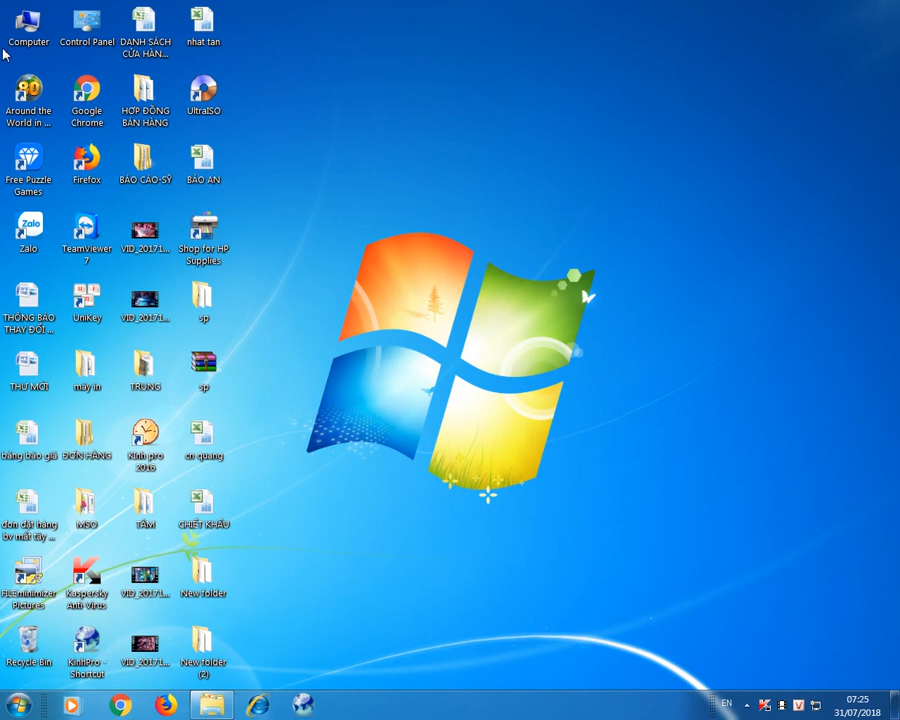 Computer
Control Panel
DANH SÁCH
CỬA HÀN...
nhat tan
Around the
World in ...
Google
Chrome
HỢP ĐỒNG
BÁN HÀNG
UltraISO
Free Puzzle
Games
Firefox
BÁO CÁO-SỸ
BẢO AN
Zalo
Zalo
TeamViewer
7
VID_20171...
Shop for HP
Supplies
THÔNG BÁO
THAY ĐỔI ...
UniKey
VID_20171...
sp
THƯ MỜI
máy in
TRUNG
sp
bảng báo giá
ĐƠN HÀNG
Kinh pro
2016
cn quang
đơn đặt hàng
bv mắt tây ...
MSO
TÂM
CHIẾT KHẤU
FILEminimizer
Pictures
Kaspersky
Anti-Virus
VID_20171...
New folder
Recycle Bin
KinhPro -
Shortcut
VID_20171...
New folder
(2)
EN
07:25
31/07/2018